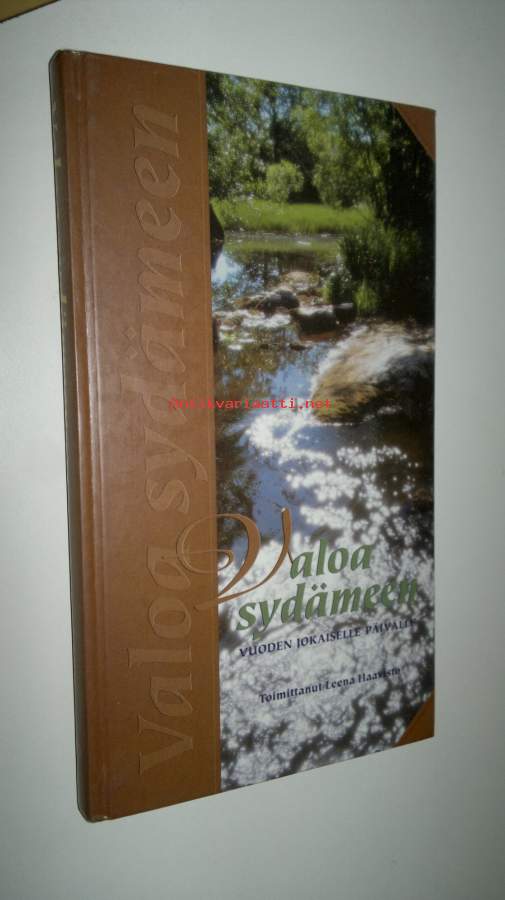 Valoa sydämeen
antikvariaatti.net
Valoa
sydämeen
VUODEN JOKAISELLE PÄIVÄLLE
Toimittanut Leena Haavisto